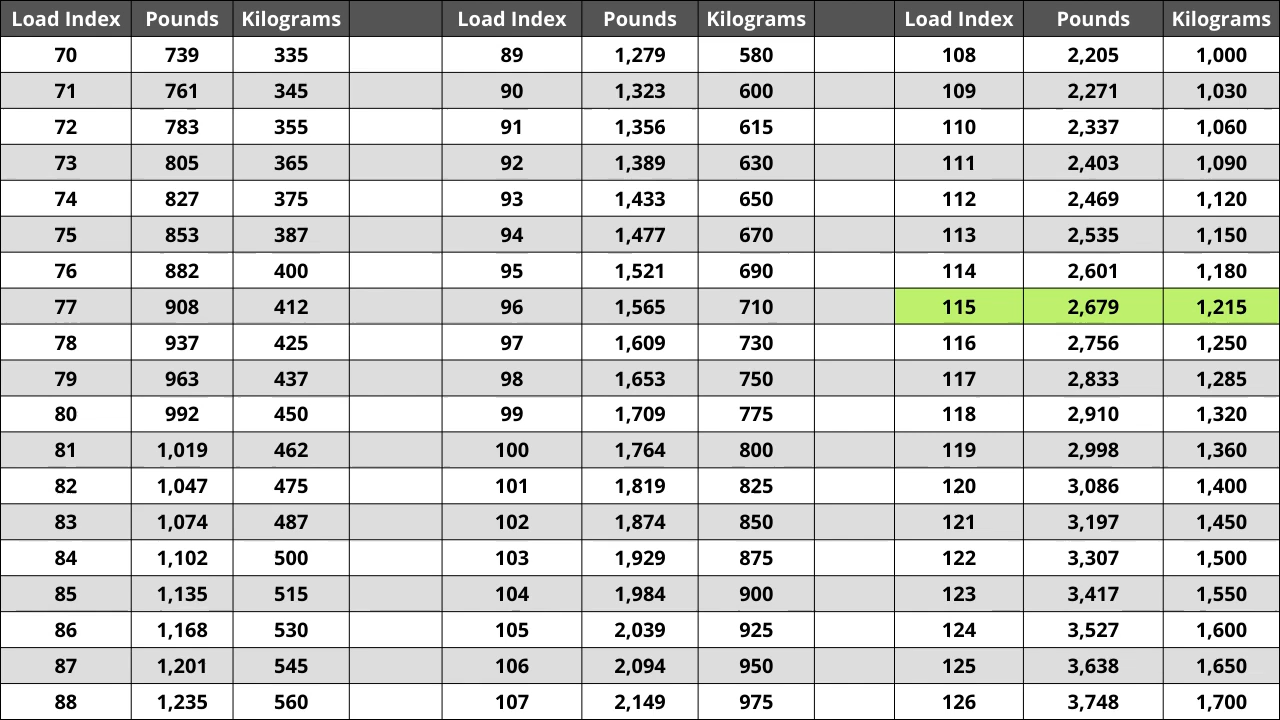 Load Index Pounds Kilograms Load Index Pounds Kilograms Load Index Pounds Kilograms
70 739 335 89 1,279 580 108 2,205 1,000
71 761 345 90 1,323 600 109 2,271 1,030
72 783 355 91 1,356 615 110 2,337 1,060
73 805 365 92 1,389 630 111 2,403 1,090
74 827 375 93 1,433 650 112 2,469 1,120
75 853 387 94 1,477 670 113 2,535 1,150
76 882 400 95 1,521 690 114 2,601 1,180
77 908 412 96 1,565 710 115 2,679 1,215
78 937 425 97 1,609 730 116 2,756 1,250
79 963 437 98 1,653 750 117 2,833 1,285
80 992 450 99 1,709 775 118 2,910 1,320
81 1,019 462 100 1,764 800 119 2,998 1,360
82 1,047 475 101 1,819 825 120 3,086 1,400
83 1,074 487 102 1,874 850 121 3,197 1,450
84 1,102 500 103 1,929 875 122 3,307 1,500
85 1,135 515 104 1,984 900 123 3,417 1,550
86 1,168 530 105 2,039 925 124 3,527 1,600
87 1,201 545 106 2,094 950 125 3,638 1,650
88 1,235 560 107 2,149 975 126 3,748 1,700